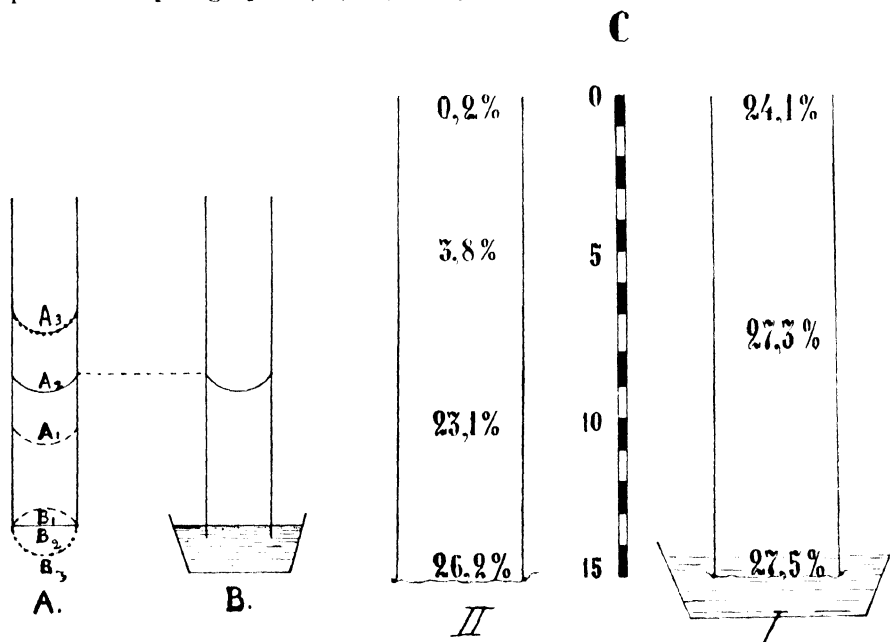 C
0,2%
0
24,1%
3,8%
5
A3
27,3%
A2
A1
23,1%
10
B1
B2
B3
26,2%
15
27,5%
A.
B.
II
I